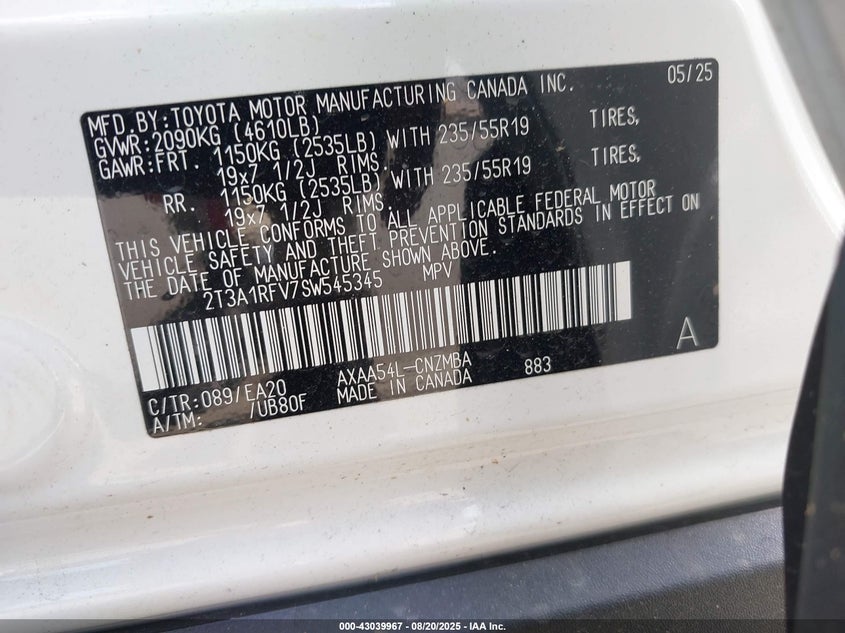 MFD.BY:TOYOTA MOTOR MANUFACTURING CANADA INC. 05/25
GVWR:2090KG (4610LB)
GAWR:FRT 1150KG (2535LB) WITH 235/55R19 TIRES,
19x7 1/2J RIMS,
RR. 1150KG (2535LB) WITH 235/55R19 TIRES,
19x7 1/2J RIMS.
THIS VEHICLE CONFORMS TO ALL APPLICABLE FEDERAL MOTOR
VEHICLE SAFETY AND THEFT PREVENTION STANDARDS IN EFFECT ON
THE DATE OF MANUFACTURE SHOWN ABOVE.
2T3A1RFV7SW545345 MPV
C/TR:089/EA20 AXAA54L-CNZMBA 883 A
A/TM: /UB80F MADE IN CANADA
000-43039967 - 08/20/2025 - IAA Inc.